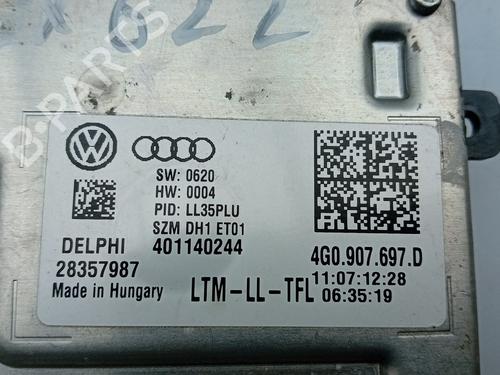 SW: 0620
HW: 0004
PID: LL35PLU
SZM DH1 ET01
DELPHI 401140244
28357987
Made in Hungary
LTM-LL-TFL
4G0.907.697.D
11:07:12:28
06:35:19
B-PARTS